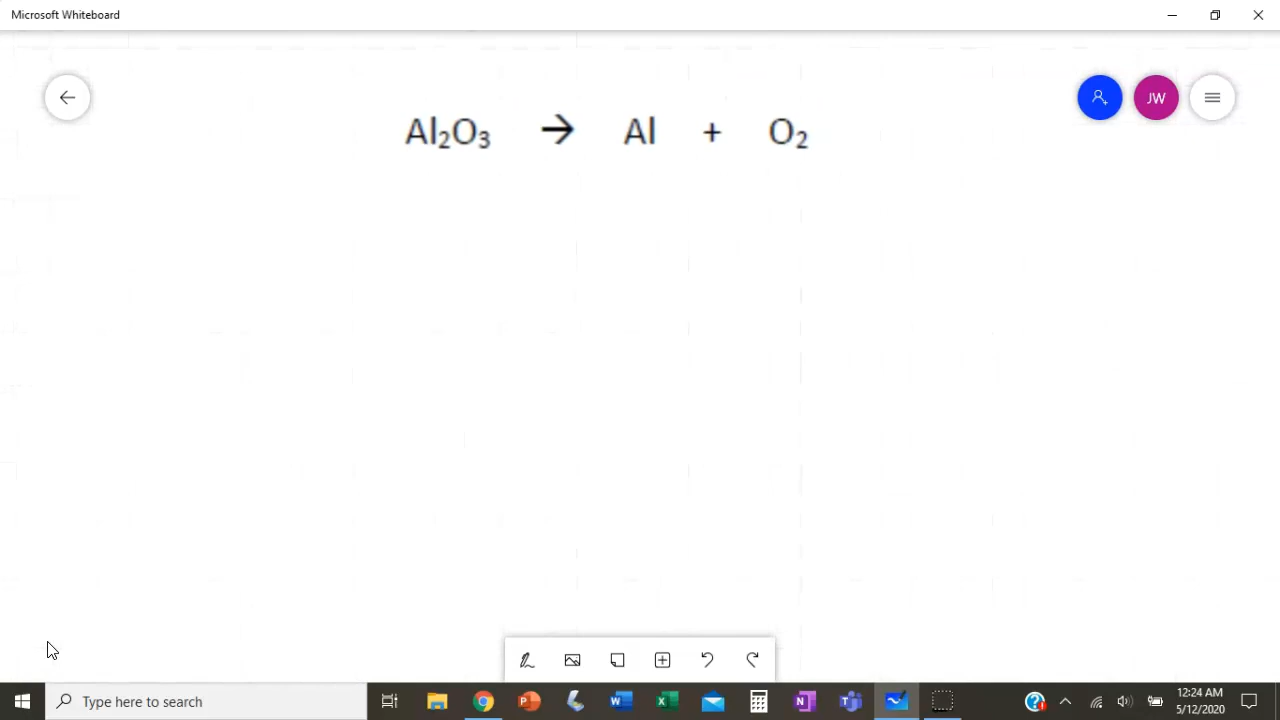 Microsoft Whiteboard
JW
Al₂O₃ → Al + O₂
Type here to search
12:24 AM
5/12/2020